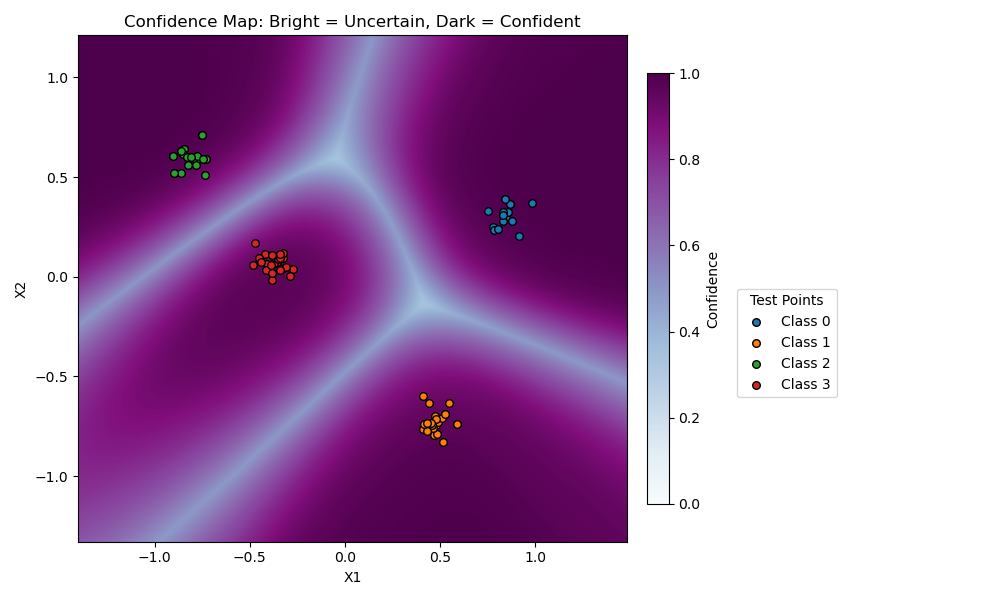 Confidence Map: Bright = Uncertain, Dark = Confident
1.0
0.5
0.0
−0.5
−1.0
X2
−1.0
−0.5
0.0
0.5
1.0
X1
1.0
0.8
0.6
0.4
0.2
0.0
Confidence
Test Points
Class 0
Class 1
Class 2
Class 3